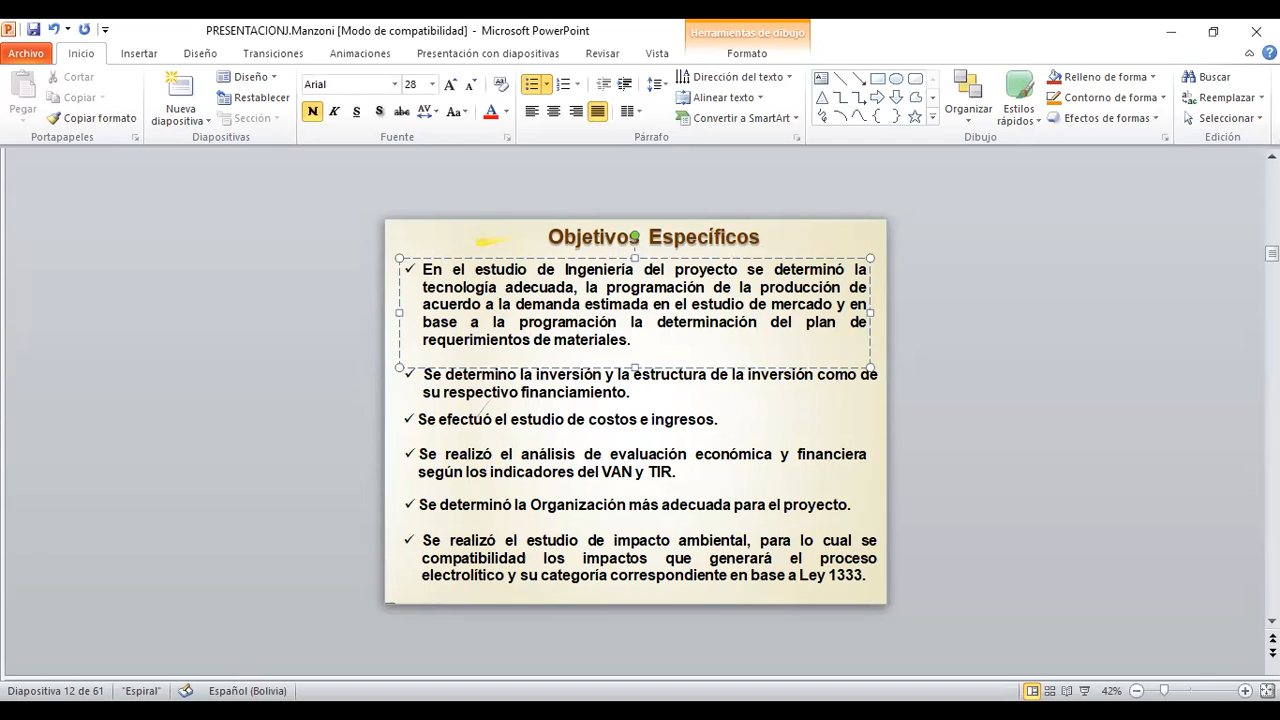 PRESENTACIONJ.Manzoni [Modo de compatibilidad] - Microsoft PowerPoint
Herramientas de dibujo
Archivo Inicio Insertar Diseño Transiciones Animaciones Presentación con diapositivas Revisar Vista Formato
Pegar
Cortar
Copiar
Copiar formato
Portapapeles
Nueva
diapositiva
Diseño
Restablecer
Sección
Diapositivas
Arial 28
N K S S abc AV Aa A
Fuente
Párrafo
Dirección del texto
Alinear texto
Convertir a SmartArt
Organizar
Estilos
rápidos
Relleno de forma
Contorno de forma
Efectos de formas
Dibujo
Buscar
Reemplazar
Seleccionar
Edición
Objetivos Específicos
✓ En el estudio de Ingeniería del proyecto se determinó la
tecnología adecuada, la programación de la producción de
acuerdo a la demanda estimada en el estudio de mercado y en
base a la programación la determinación del plan de
requerimientos de materiales.
✓ Se determino la inversión y la estructura de la inversión como de
su respectivo financiamiento.
✓ Se efectuó el estudio de costos e ingresos.
✓ Se realizó el análisis de evaluación económica y financiera
según los indicadores del VAN y TIR.
✓ Se determinó la Organización más adecuada para el proyecto.
✓ Se realizó el estudio de impacto ambiental, para lo cual se
compatibilidad los impactos que generará el proceso
electrolítico y su categoría correspondiente en base a Ley 1333.
Diapositiva 12 de 61 "Espiral" Español (Bolivia) 42%